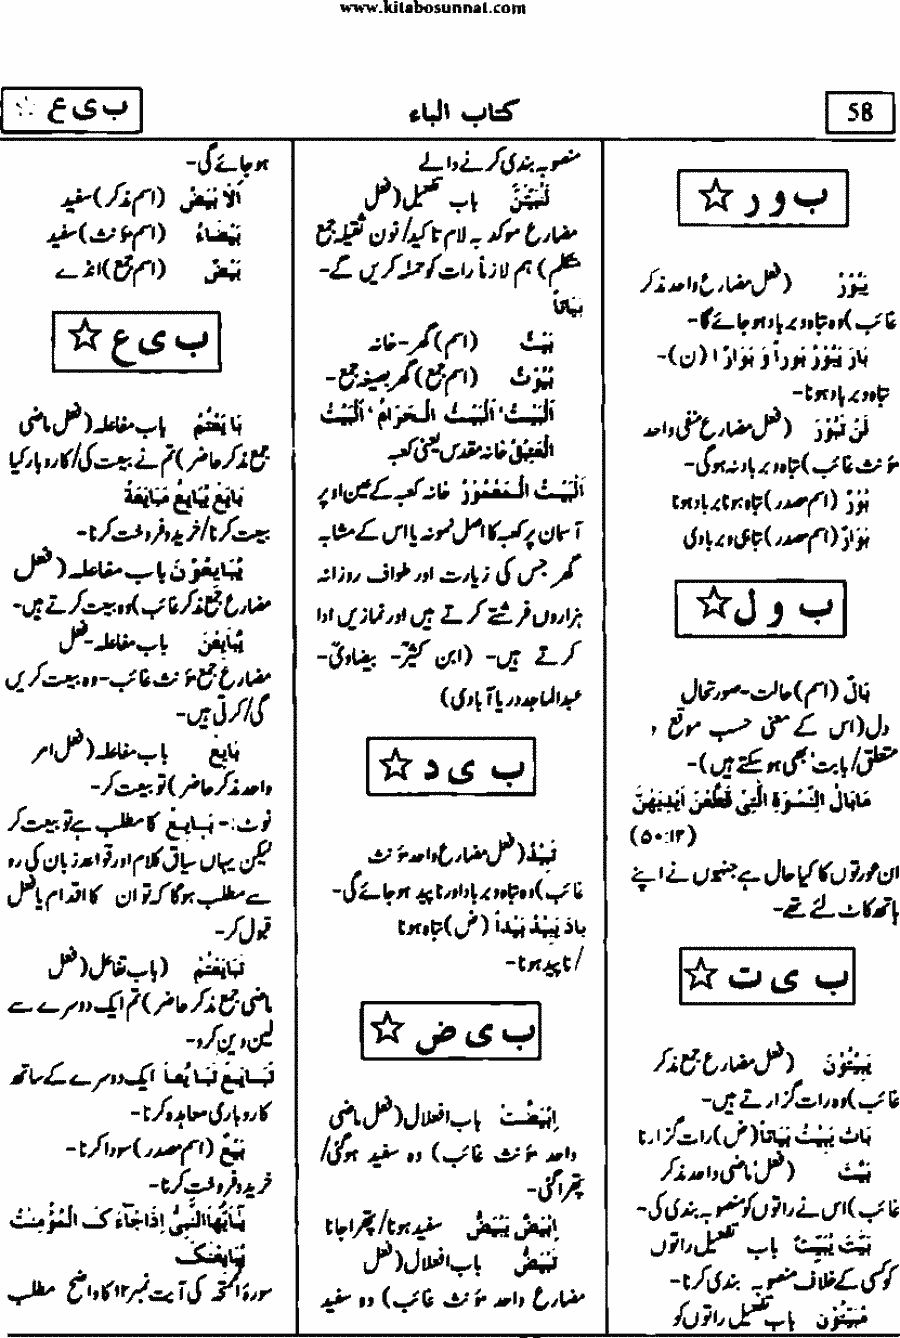 www.kitabosunnat.com
58
کتاب الباء
ب ی ع ☆
ب و ر ☆
یَبُوْرُ (فعل مضارع واحد مذکر
غائب) وہ تباہ و برباد ہو جائے گا۔
بَارَ یَبُوْرُ بُوراً وَ بَوَارًا (ن)۔
تباہ و برباد ہونا۔
لَنْ تَبُوْرَ (فعل مضارع منفی واحد
مؤنث غائب) تباہ و برباد نہ ہوگی۔
بُوْرٌ (اسم مصدر) تباہ ہونا برباد ہونا
بَوَارٌ (اسم مصدر) تباہی و بربادی
ب و ل ☆
بَالٌ (اسم) حالت۔ صورتحال
دل (اس کے معنی حسب موقع و
متعلق/ بابت بھی ہو سکتے ہیں)۔
مَابَالُ النِّسْوَةِ الّٰتِیْ قَطَّعْنَ اَیْدِیَهُنَّ
(۵۰:۱۲)
ان عورتوں کا کیا حال ہے جنہوں نے اپنے
ہاتھ کاٹ لئے تھے۔
ب ی ت ☆
یَبِیْتُوْنَ (فعل مضارع جمع مذکر
غائب) وہ رات گزارتے ہیں۔
بَاتَ یَبِیْتُ بَیَاتاً (ض) رات گزارنا
بَیَّتَ (فعل ماضی واحد مذکر
غائب) اس نے راتوں کو منصوبہ بندی کی۔
بَیَّتَ یُبَیِّتُ باب تفعیل راتوں
کو کسی کے خلاف منصوبہ بندی کرنا۔
مُبَیِّتُوْن باب تفعیل راتوں کو
منصوبہ بندی کرنے والے
لَنُبَیِّتَنَّ باب تفعیل (فعل
مضارع موکد بہ لام تاکید/ نون ثقیلہ جمع
متکلم) ہم لازماً رات کو حملہ کریں گے۔
بَیَاتاً
بَیْتٌ (اسم) گھر۔ خانہ
بُیُوْتٌ (اسم جمع) گھر بصیغہ جمع۔
اَلْبَیْتُ، اَلْبَیْتُ الْحَرَامُ، اَلْبَیْتُ
الْعَتِیْقُ خانہ مقدس یعنی کعبہ
اَلْبَیْتُ الْمَعْمُوْرُ خانہ کعبہ کے عین اوپر
آسمان پر کعبہ کا اصل نمونہ یا اس کے مشابہ
گھر جس کی زیارت اور طواف روزانہ
ہزاروں فرشتے کرتے ہیں اور نمازیں ادا
کرتے ہیں۔ (ابن کثیرؒ۔ بیضاویؒ۔
عبدالماجد دریا آبادی)
ب ی د ☆
تَبِیْدُ (فعل مضارع واحد مؤنث
غائب) وہ تباہ و برباد اور ناپید ہو جائے گی۔
بادَ یَبِیْدُ بَیْداً (ض) تباہ ہونا
/ ناپید ہونا۔
ب ی ض ☆
اِبْیَضَّتْ باب افعلال (فعل ماضی
واحد مؤنث غائب) وہ سفید ہوگئی/
پتھرا گئی۔
اِبْیَضَّ یَبْیَضُّ سفید ہونا/ پتھرا جانا
تَبْیَضُّ باب افعلال (فعل
مضارع واحد مؤنث غائب) وہ سفید
ہو جائے گی۔
اَلْاَبْیَضُ (اسم مذکر) سفید
بَیْضَاءُ (اسم مؤنث) سفید
بَیْضٌ (اسم جمع) انڈے
ب ی ع ☆
بَایَعْتُمْ باب مفاعلہ (فعل ماضی
جمع مذکر حاضر) تم نے بیعت کی/ کاروبار کیا
بَایَعَ یُبَایِعُ مُبَایَعَةً
بیعت کرنا/ خرید و فروخت کرنا۔
یُبَایِعُوْنَ باب مفاعلہ (فعل
مضارع جمع مذکر غائب) وہ بیعت کرتے ہیں۔
یُبَایِعْنَ باب مفاعلہ۔ فعل
مضارع جمع مؤنث غائب۔ وہ بیعت کریں
گی/ کرتی ہیں۔
بَایِعْ باب مفاعلہ (فعل امر
واحد مذکر حاضر) تو بیعت کر۔
نوٹ:۔ بَایِعْ کا مطلب ہے تو بیعت کر
لیکن یہاں سیاق کلام اور قواعد زبان کی رو
سے مطلب ہوگا کہ تو ان کا اقدام یا فعل
قبول کر۔
تَبَایَعْتُمْ (باب تفاعل (فعل
ماضی جمع مذکر حاضر) تم ایک دوسرے سے
لین دین کرو۔
تَبَایَعَ تَبَایُعاً ایک دوسرے کے ساتھ
کاروباری معاہدہ کرنا۔
بَیْعٌ (اسم مصدر) سودا کرنا۔
خرید و فروخت کرنا۔
یٰۤاَیُّهَا النَّبِیُّ اِذَا جَآءَكَ الْمُؤْمِنٰتُ
یُبَایِعْنَكَ
سورۃ الممتحنہ کی آیت نمبر ۱۲ کا واضح مطلب